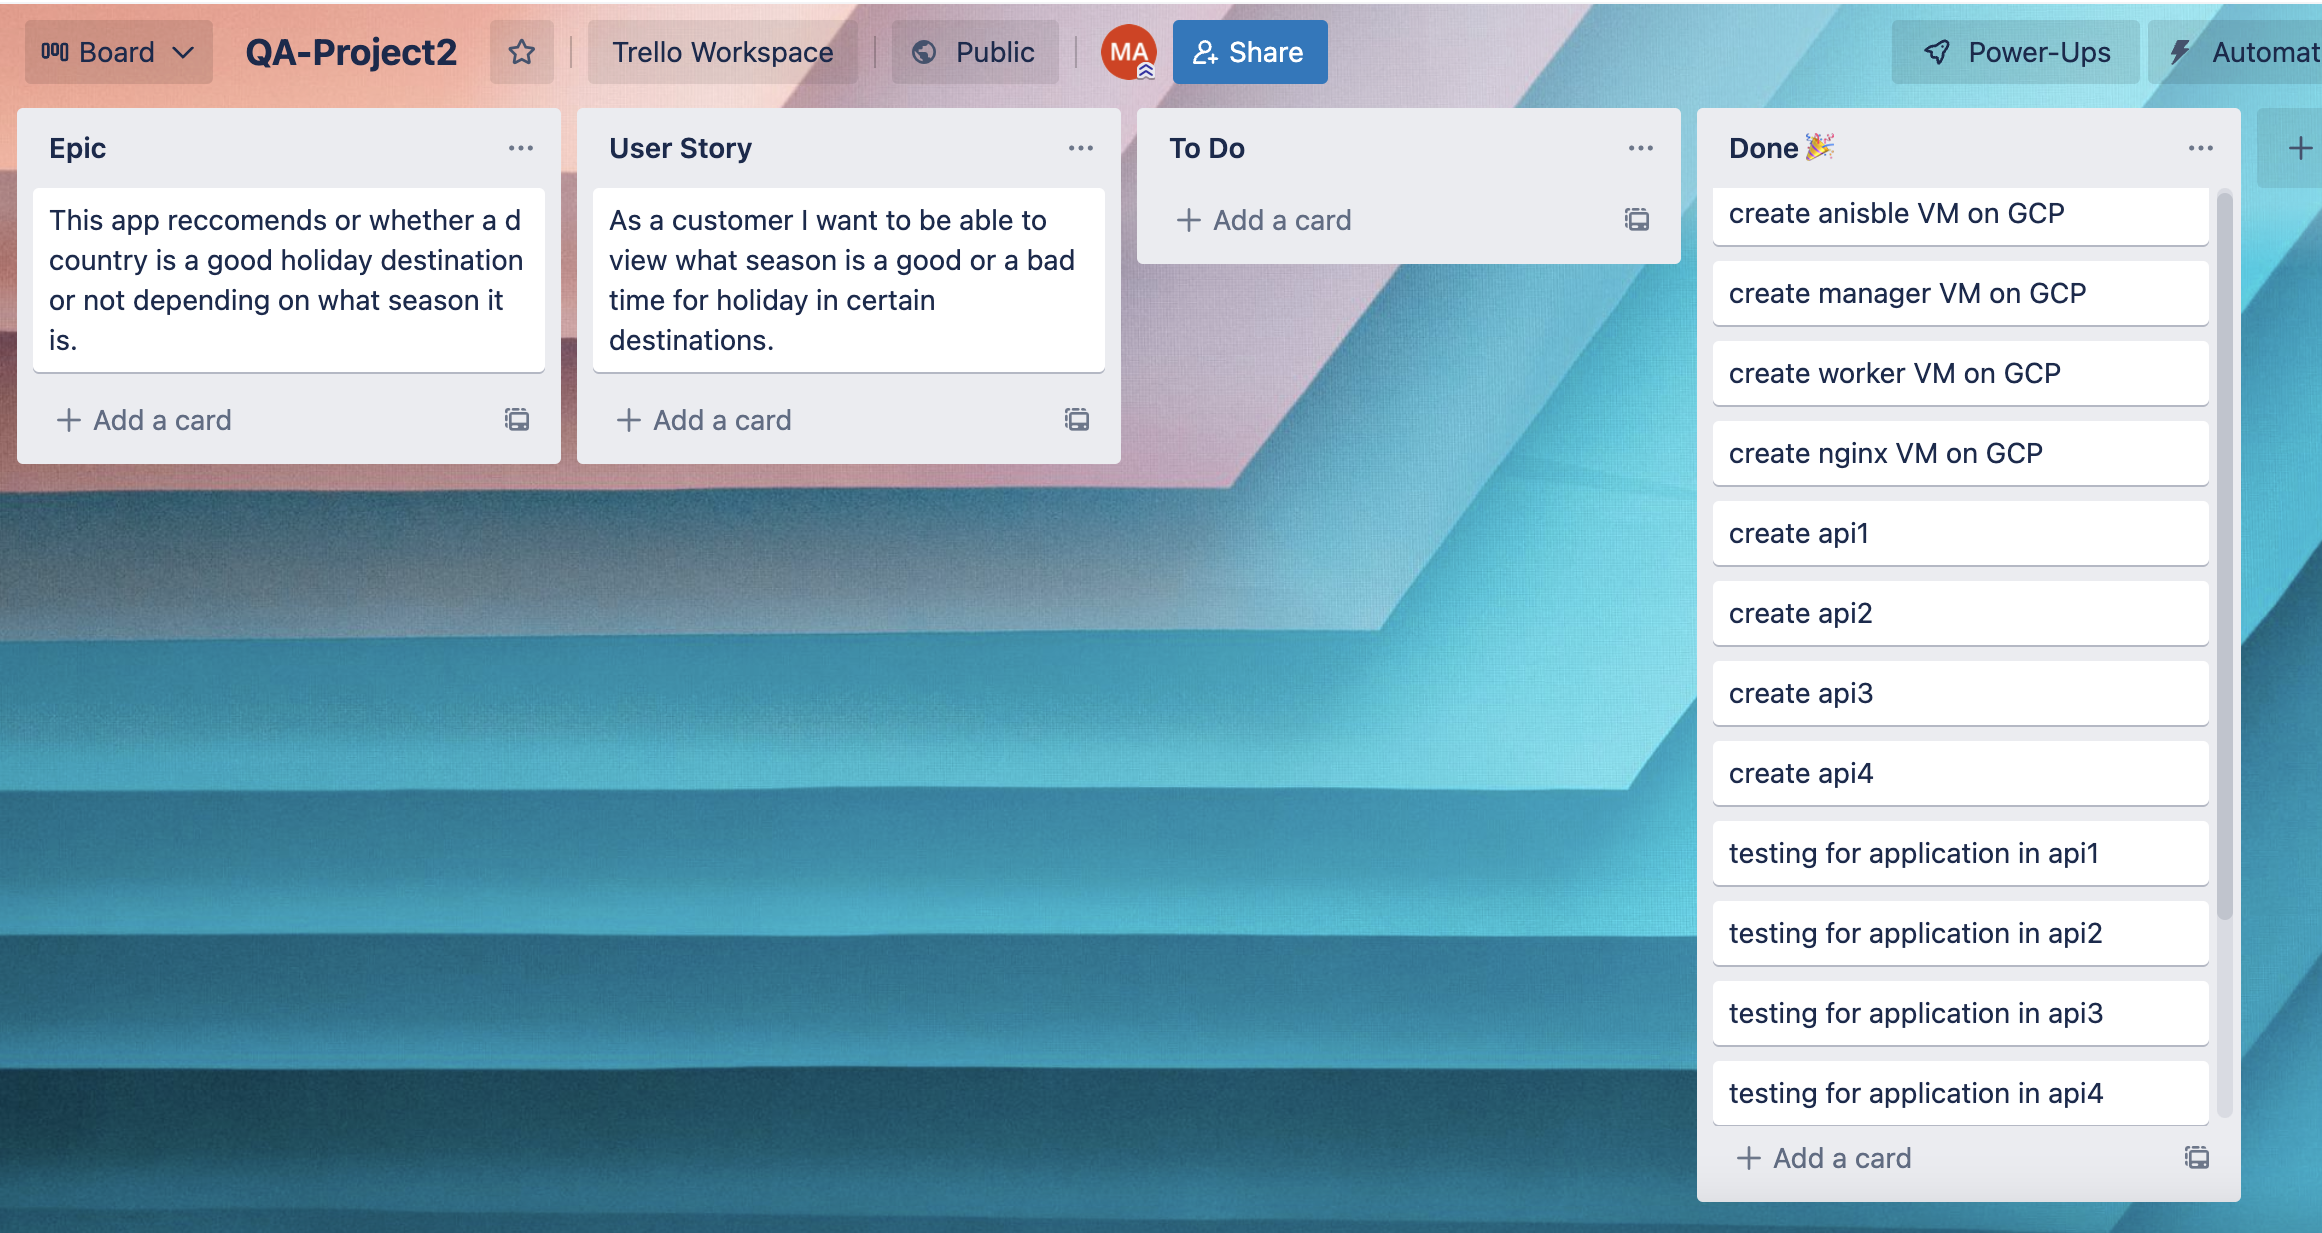 Board
QA-Project2
Trello Workspace
Public
MA
Share
Power-Ups
Automat
Epic
This app reccomends or whether a d
country is a good holiday destination
or not depending on what season it
is.
Add a card
User Story
As a customer I want to be able to
view what season is a good or a bad
time for holiday in certain
destinations.
Add a card
To Do
Add a card
Done🎉
create anisble VM on GCP
create manager VM on GCP
create worker VM on GCP
create nginx VM on GCP
create api1
create api2
create api3
create api4
testing for application in api1
testing for application in api2
testing for application in api3
testing for application in api4
Add a card